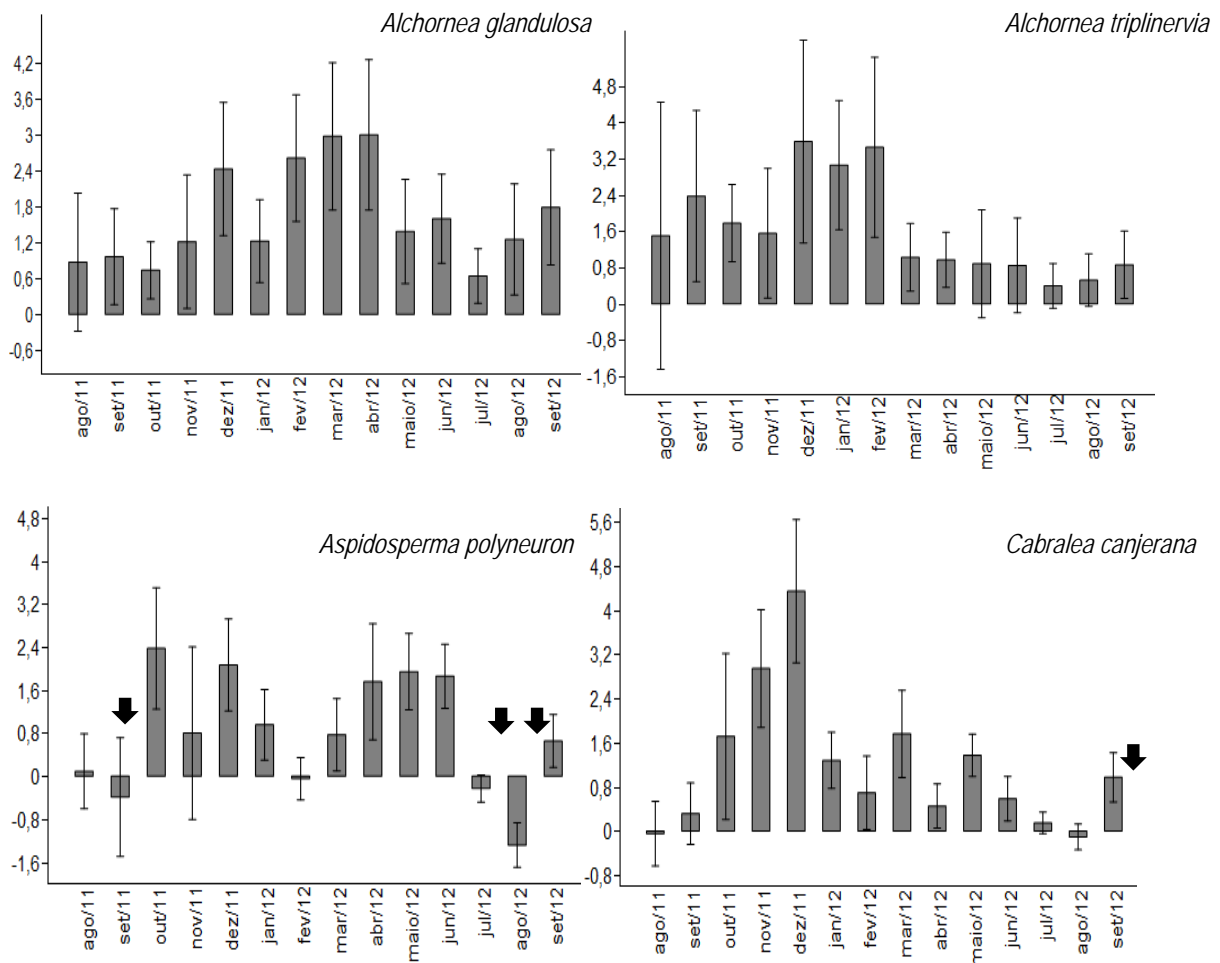 Alchornea glandulosa
4,2
3,6
3
2,4
1,8
1,2
0,6
0
-0,6
ago/11
set/11
out/11
nov/11
dez/11
jan/12
fev/12
mar/12
abr/12
maio/12
jun/12
jul/12
ago/12
set/12
Alchornea triplinervia
4,8
4
3,2
2,4
1,6
0,8
0
-0,8
-1,6
ago/11
set/11
out/11
nov/11
dez/11
jan/12
fev/12
mar/12
abr/12
maio/12
jun/12
jul/12
ago/12
set/12
Aspidosperma polyneuron
4,8
4
3,2
2,4
1,6
0,8
0
-0,8
-1,6
ago/11
set/11
out/11
nov/11
dez/11
jan/12
fev/12
mar/12
abr/12
maio/12
jun/12
jul/12
ago/12
set/12
Cabralea canjerana
5,6
4,8
4
3,2
2,4
1,6
0,8
0
-0,8
ago/11
set/11
out/11
nov/11
dez/11
jan/12
fev/12
mar/12
abr/12
maio/12
jun/12
jul/12
ago/12
set/12